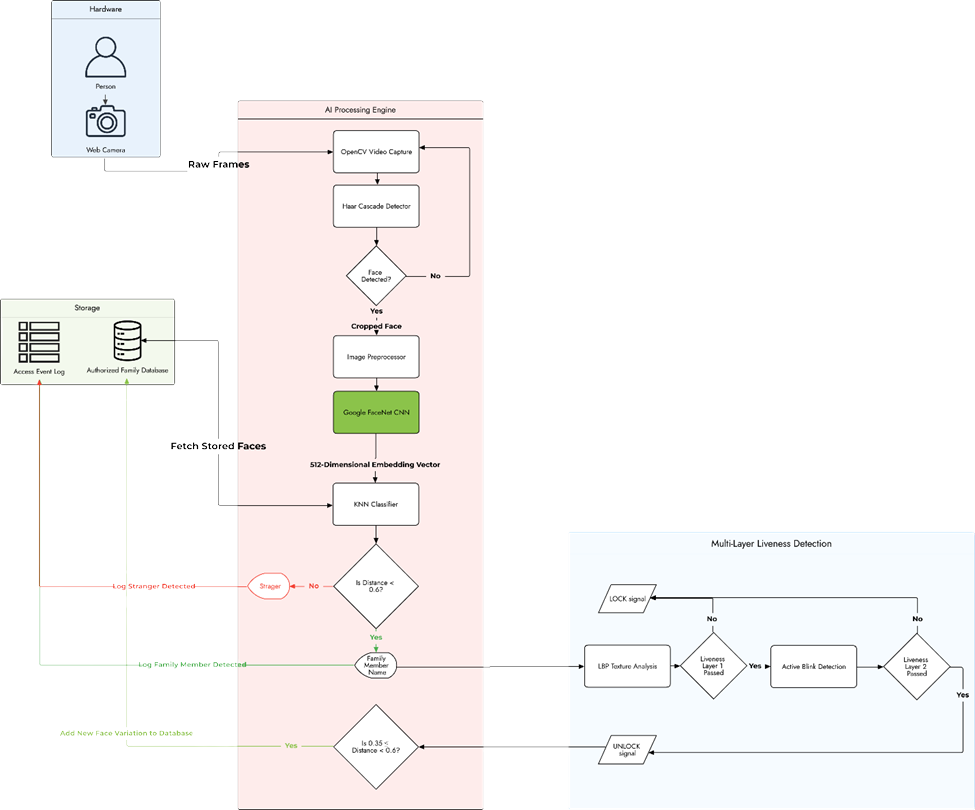 Hardware
Person
Web Camera
AI Processing Engine
OpenCV Video Capture
Raw Frames
Haar Cascade Detector
Face
Detected?
No
Yes
Cropped Face
Image Preprocessor
Google FaceNet CNN
512-Dimensional Embedding Vector
KNN Classifier
Storage
Access Event Log
Authorized Family Database
Fetch Stored Faces
Is Distance <
0.6?
No
Strager
Log Stranger Detected
Yes
Family
Member
Name
Log Family Member Detected
Is 0.35 <
Distance < 0.6?
Yes
Add New Face Variation to Database
Multi-Layer Liveness Detection
LOCK signal
No
No
LBP Texture Analysis
Liveness
Layer 1
Passed
Yes
Active Blink Detection
Liveness
Layer 2
Passed
Yes
UNLOCK
signal